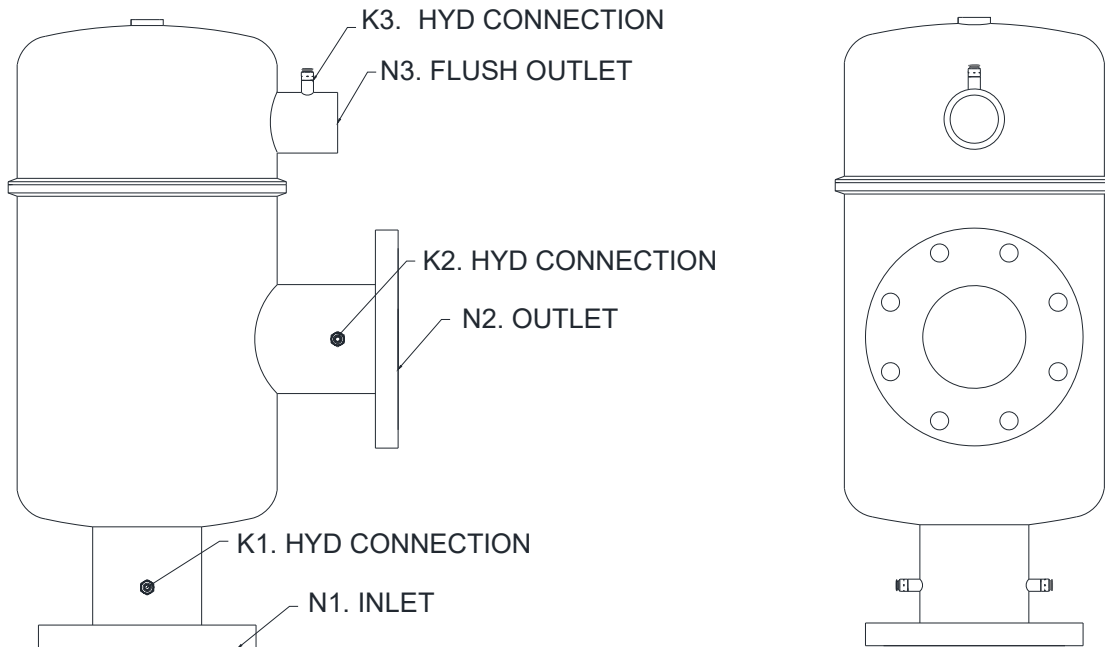 K3. HYD CONNECTION
N3. FLUSH OUTLET
K2. HYD CONNECTION
N2. OUTLET
K1. HYD CONNECTION
N1. INLET